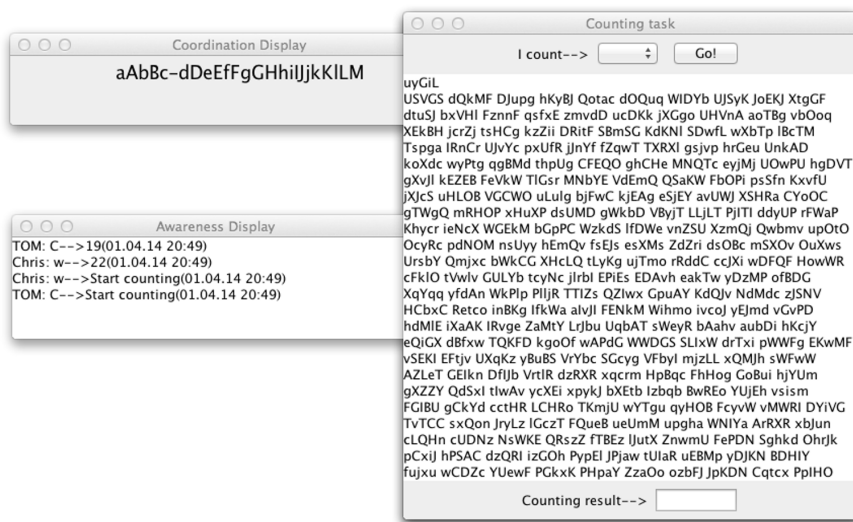 Coordination Display
aAbBc-dDeEfFgGHhiIJjkKlLM
Awareness Display
TOM: C-->19(01.04.14 20:49)
Chris: w-->22(01.04.14 20:49)
Chris: w-->Start counting(01.04.14 20:49)
TOM: C-->Start counting(01.04.14 20:49)
Counting task
I count--> Go!
uyGiL
USVGS dQkMF DJupg hKyBJ Qotac dOQuq WIDYb UJSyK JoEKJ XtgGF
dtuSJ bxVHl FznnF qsfxE zmvdD ucDKk jXGgo UHVnA aoTBg vbOoq
XEkBH jcrZj tsHCg kzZii DRitF SBmSG KdKNl SDwfL wXbTp lBcTM
Tspga IRnCr UJvYc pxUfR jJnYf fZqwT TXRXl gsjvp hrGeu UnkAD
koXdc wyPtg qgBMd thpUg CFEQO ghCHe MNQTc eyjMj UOwPU hgDVT
gXvJl kEZEB FeVkW TlGsr MNbYE VdEmQ QSaKW FbOPi psSfn KxvfU
jXJcS uHLOB VGCWO uLulg bjFwC kjEAg eSjEY avUWJ XSHRa CYoOC
gTWgQ mRHOP xHuXP dsUMD gWkbD VByjT LLjLT PjITI ddyUP rFWaP
Khycr ieNcX WGEkM bGpPC WzkdS lfDWe vnZSU XzmQj Qwbmv upOtO
OcyRc pdNOM nsUyy hEmQv fsEJs esXMs ZdZri dsOBc mSXOv OuXws
UrsbY Qmjxc bWkCG XHcLQ tLyKg ujTmo rRddC ccJXi wDFQF HowWR
cFklO tVwlv GULYb tcyNc jlrbl EPiEs EDAvh eakTw yDzMP ofBDG
XqYqq yfdAn WkPlp PlljR TTIZs QZlwx GpuAY KdQJv NdMdc zJSNV
HCbxC Retco inBKg IfkWa alvJI FENkM Wihmo ivcoJ yEJmd vGvPD
hdMlE iXaAK IRvge ZaMtY LrJbu UqbAT sWeyR bAahv aubDi hKcjY
eQiGX dBfxw TQKFD kgoOf wAPdG WWDGS SLIxW drTxi pWWFg EKwMF
vSEKI EFtjv UXqKz yBuBS VrYbc SGcyg VFbyI mjzLL xQMJh sWFwW
AZLeT GEIkn DfIJb VrtlR dzRXR xqcrm HpBqc FhHog GoBui hjYUm
gXZZY QdSxI tIwAv ycXEi xpykJ bXEtb Izbqb BwREo YUjEh vsism
FGIBU gCkYd cctHR LCHRo TKmjU wYTgu qyHOB FcyvW vMWRI DYiVG
TvTCC sxQon JryLz lGczT FQueB ueUmM upgha WNIYa ArRXR xbJun
cLQHn cUDNz NsWKE QRszZ fTBEz lJutX ZnwmU FePDN Sghkd OhrJk
pCxiJ hPSAC dzQRI izGOh PypEl JPjaw tUIaR uEBMp yDJKN BDHIY
fujxu wCDZc YUewF PGkxK PHpaY ZzaOo ozbFJ JpKDN Cqtcx PpIHO
Counting result-->